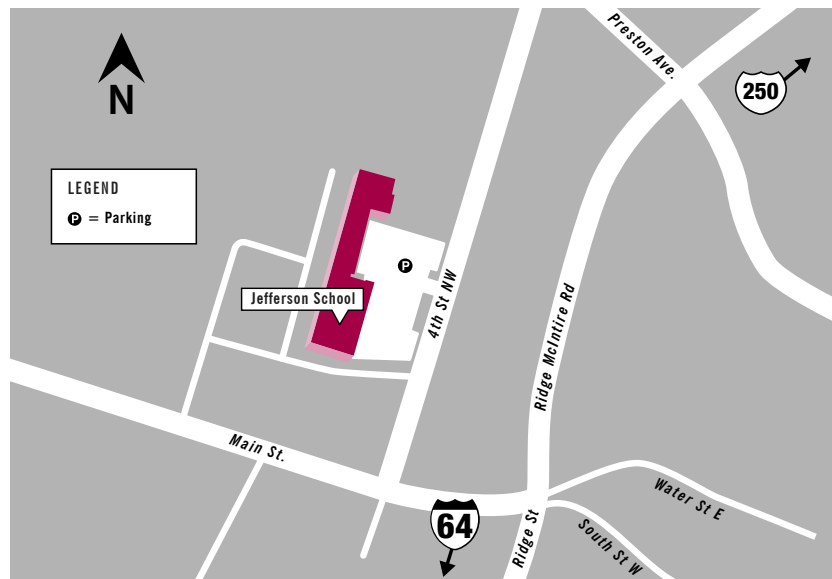 Preston Ave.
250
N
LEGEND
P = Parking
P
Jefferson School
4th St NW
Ridge McIntire Rd
Main St.
64
Ridge St
Water St E
South St W